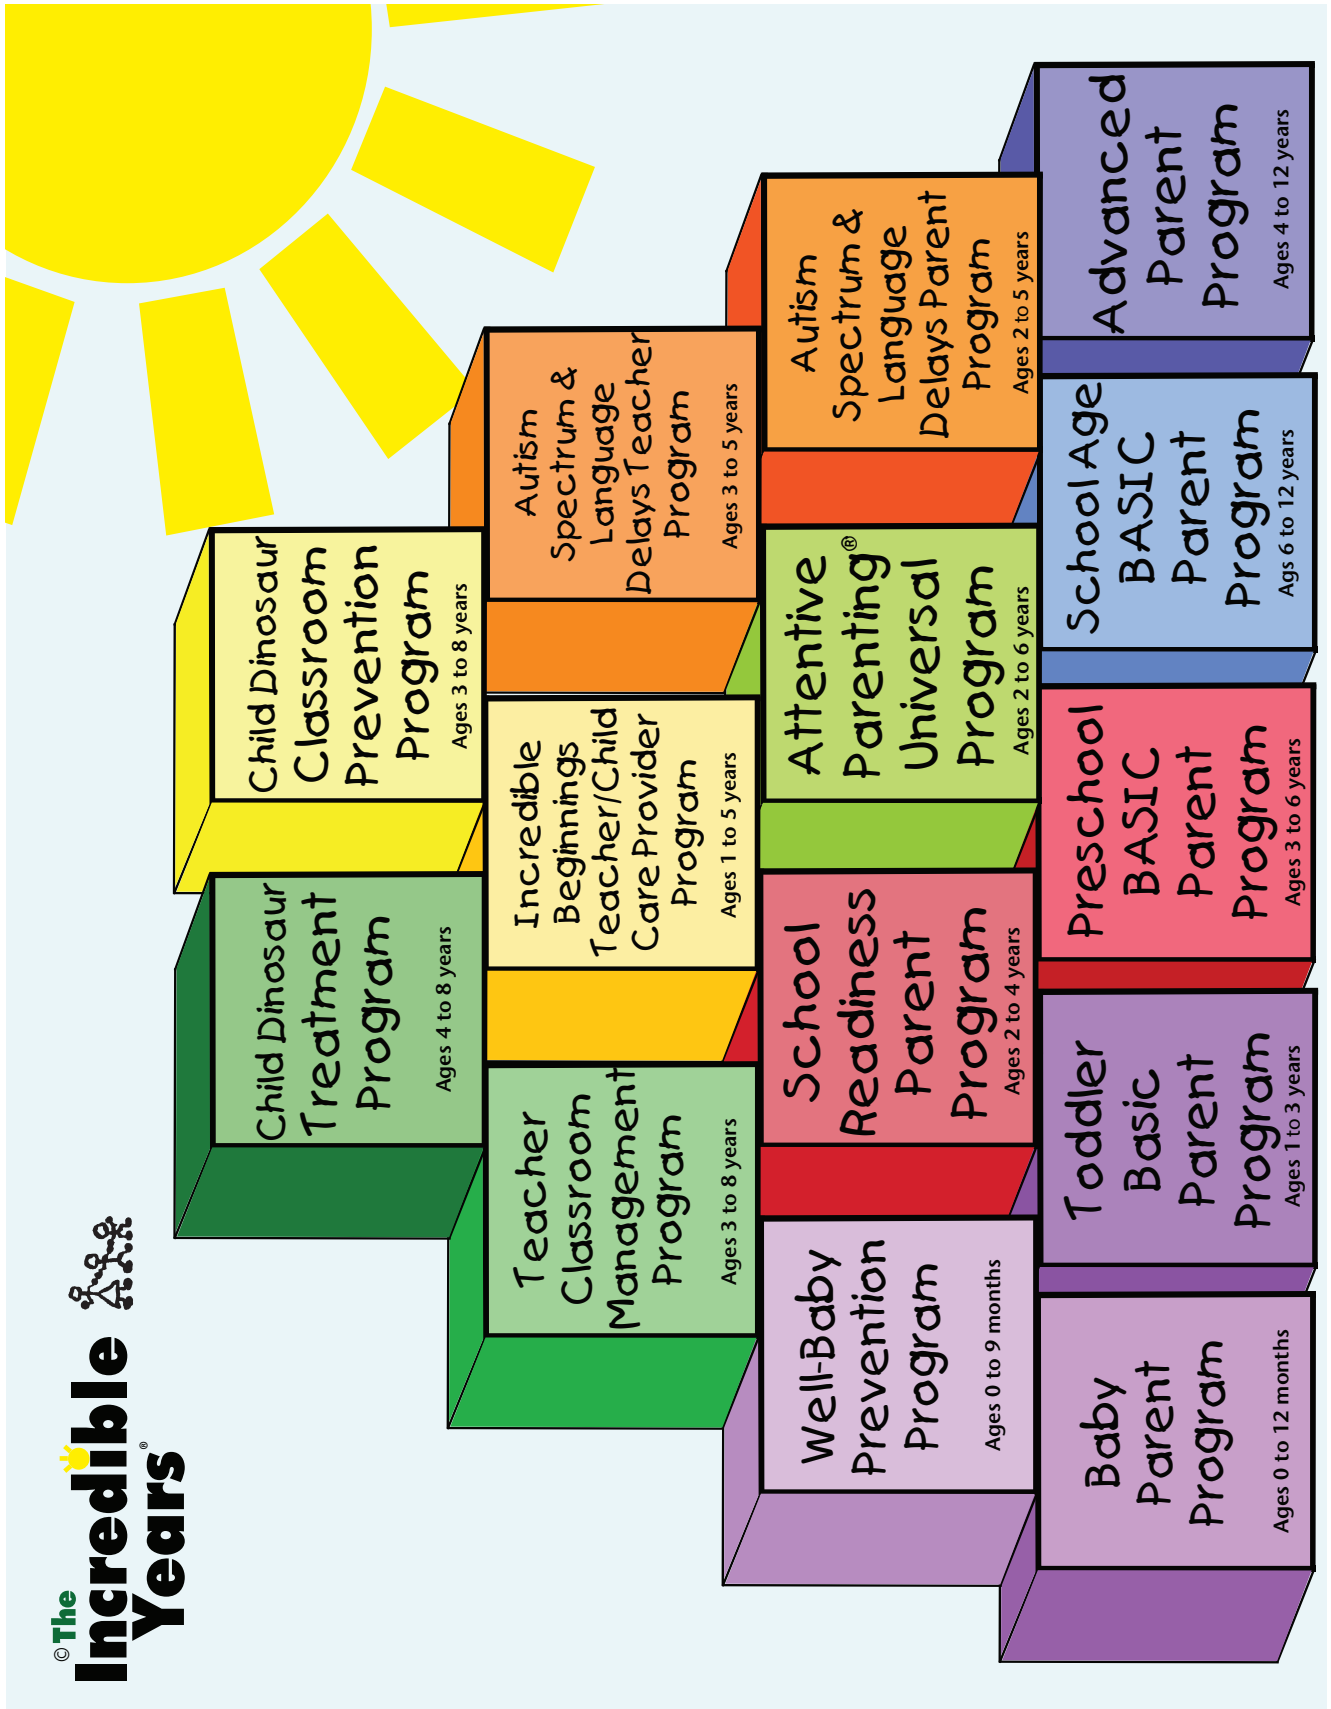 © The
Incredible
Years®
Child Dinosaur
Treatment
Program
Ages 4 to 8 years
Child Dinosaur
Classroom
Prevention
Program
Ages 3 to 8 years
Teacher
Classroom
Management
Program
Ages 3 to 8 years
Incredible
Beginnings
Teacher/Child
Care Provider
Program
Ages 1 to 5 years
Autism
Spectrum &
Language
Delays Teacher
Program
Ages 3 to 5 years
Well-Baby
Prevention
Program
Ages 0 to 9 months
School
Readiness
Parent
Program
Ages 2 to 4 years
Attentive
Parenting®
Universal
Program
Ages 2 to 6 years
Autism
Spectrum &
Language
Delays Parent
Program
Ages 2 to 5 years
Baby
Parent
Program
Ages 0 to 12 months
Toddler
Basic
Parent
Program
Ages 1 to 3 years
Preschool
BASIC
Parent
Program
Ages 3 to 6 years
School Age
BASIC
Parent
Program
Ags 6 to 12 years
Advanced
Parent
Program
Ages 4 to 12 years